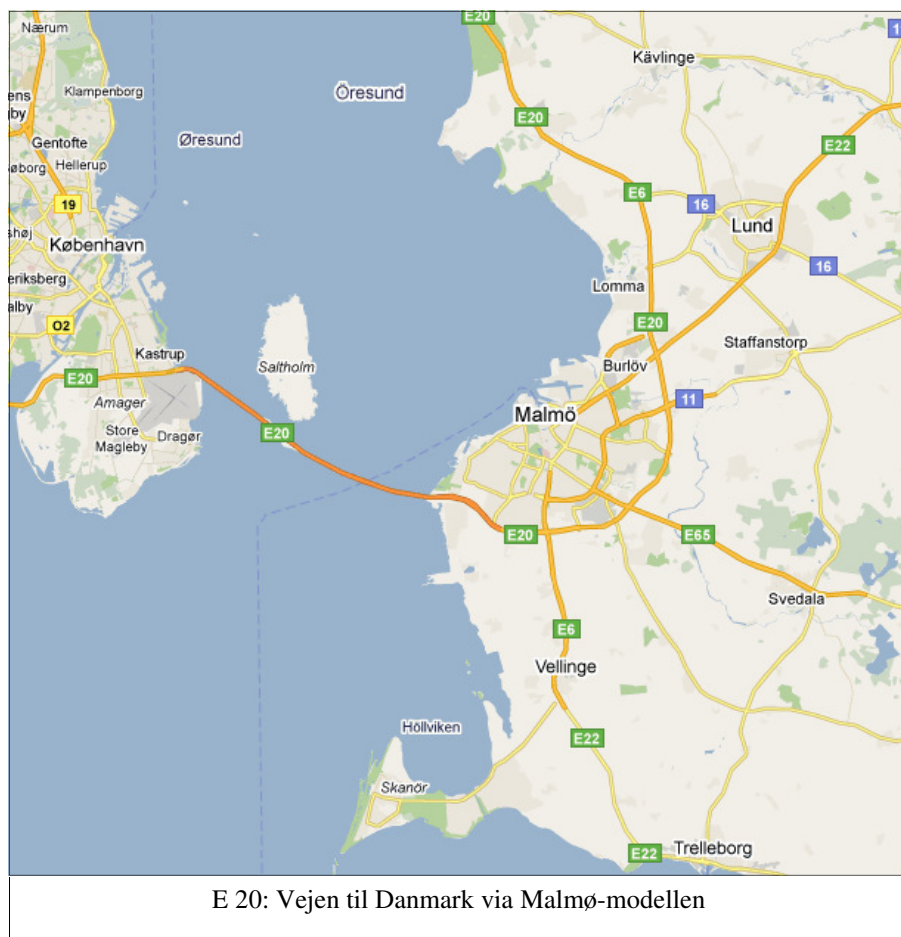 E20
Nærum
Kävlinge
Klampenborg
Öresund
E20
Øresund
Gentofte
E22
Hellerup
E6
19
16
Lund
København
16
Lomma
O2
E20
Staffanstorp
Kastrup
Saltholm
Burlöv
E20
Amager
11
Malmö
Store
Magleby
Dragør
E20
E20
E65
Svedala
E6
Vellinge
Höllviken
E22
Skanör
Trelleborg
E22
E 20: Vejen til Danmark via Malmø-modellen